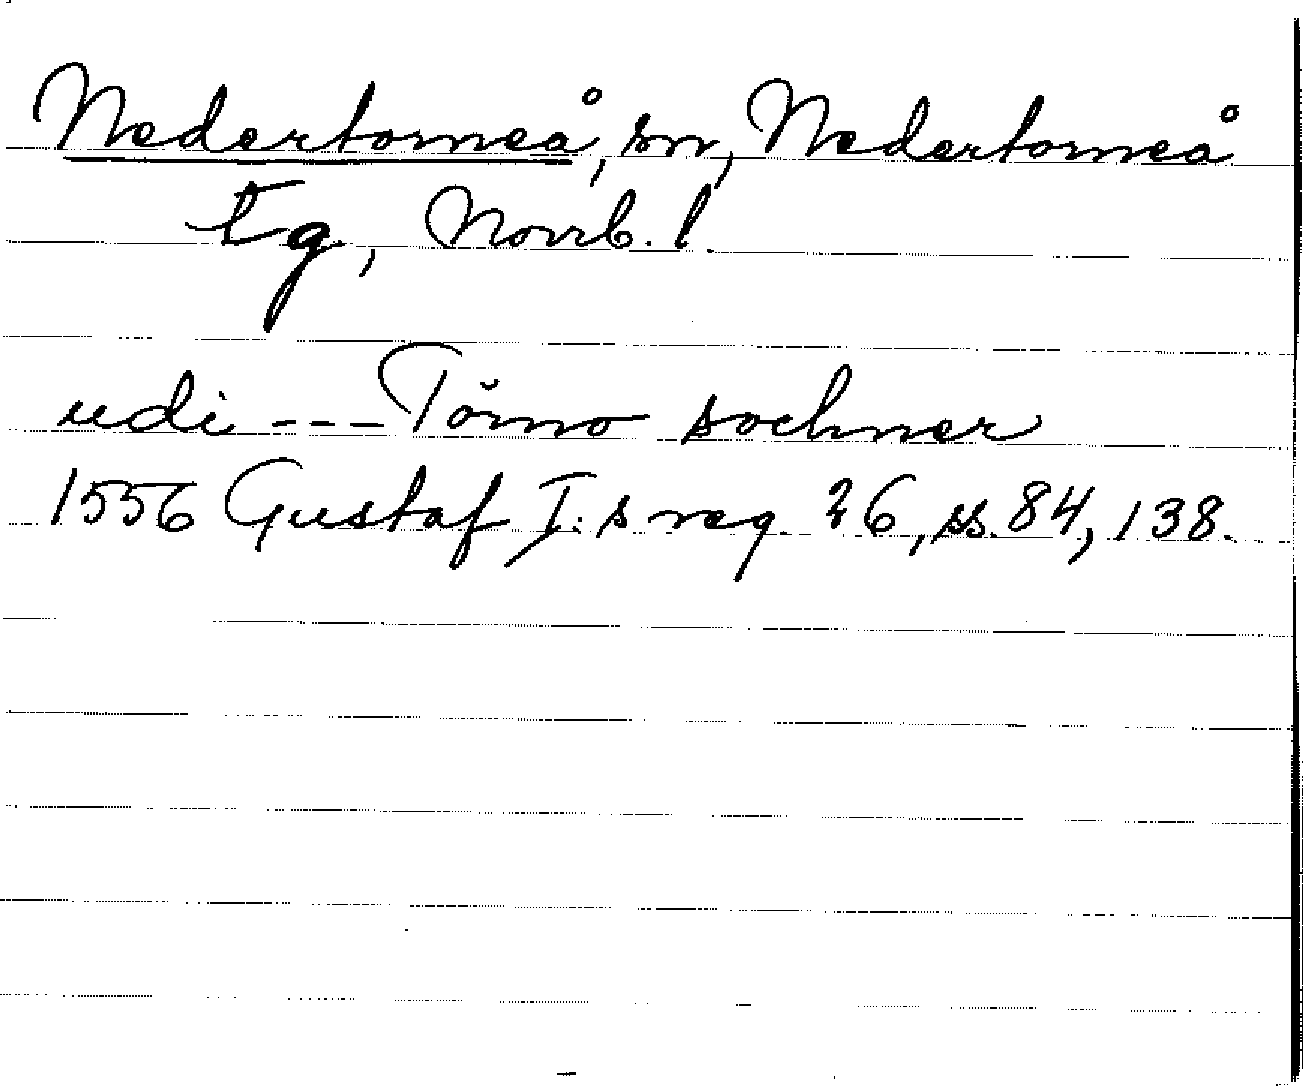 Nedertorneå, sn, Nedertorneå
tg, Norrb. l.
udi --- Törno sochner
1556 Gustaf I:s reg. 26, ss. 84, 138.